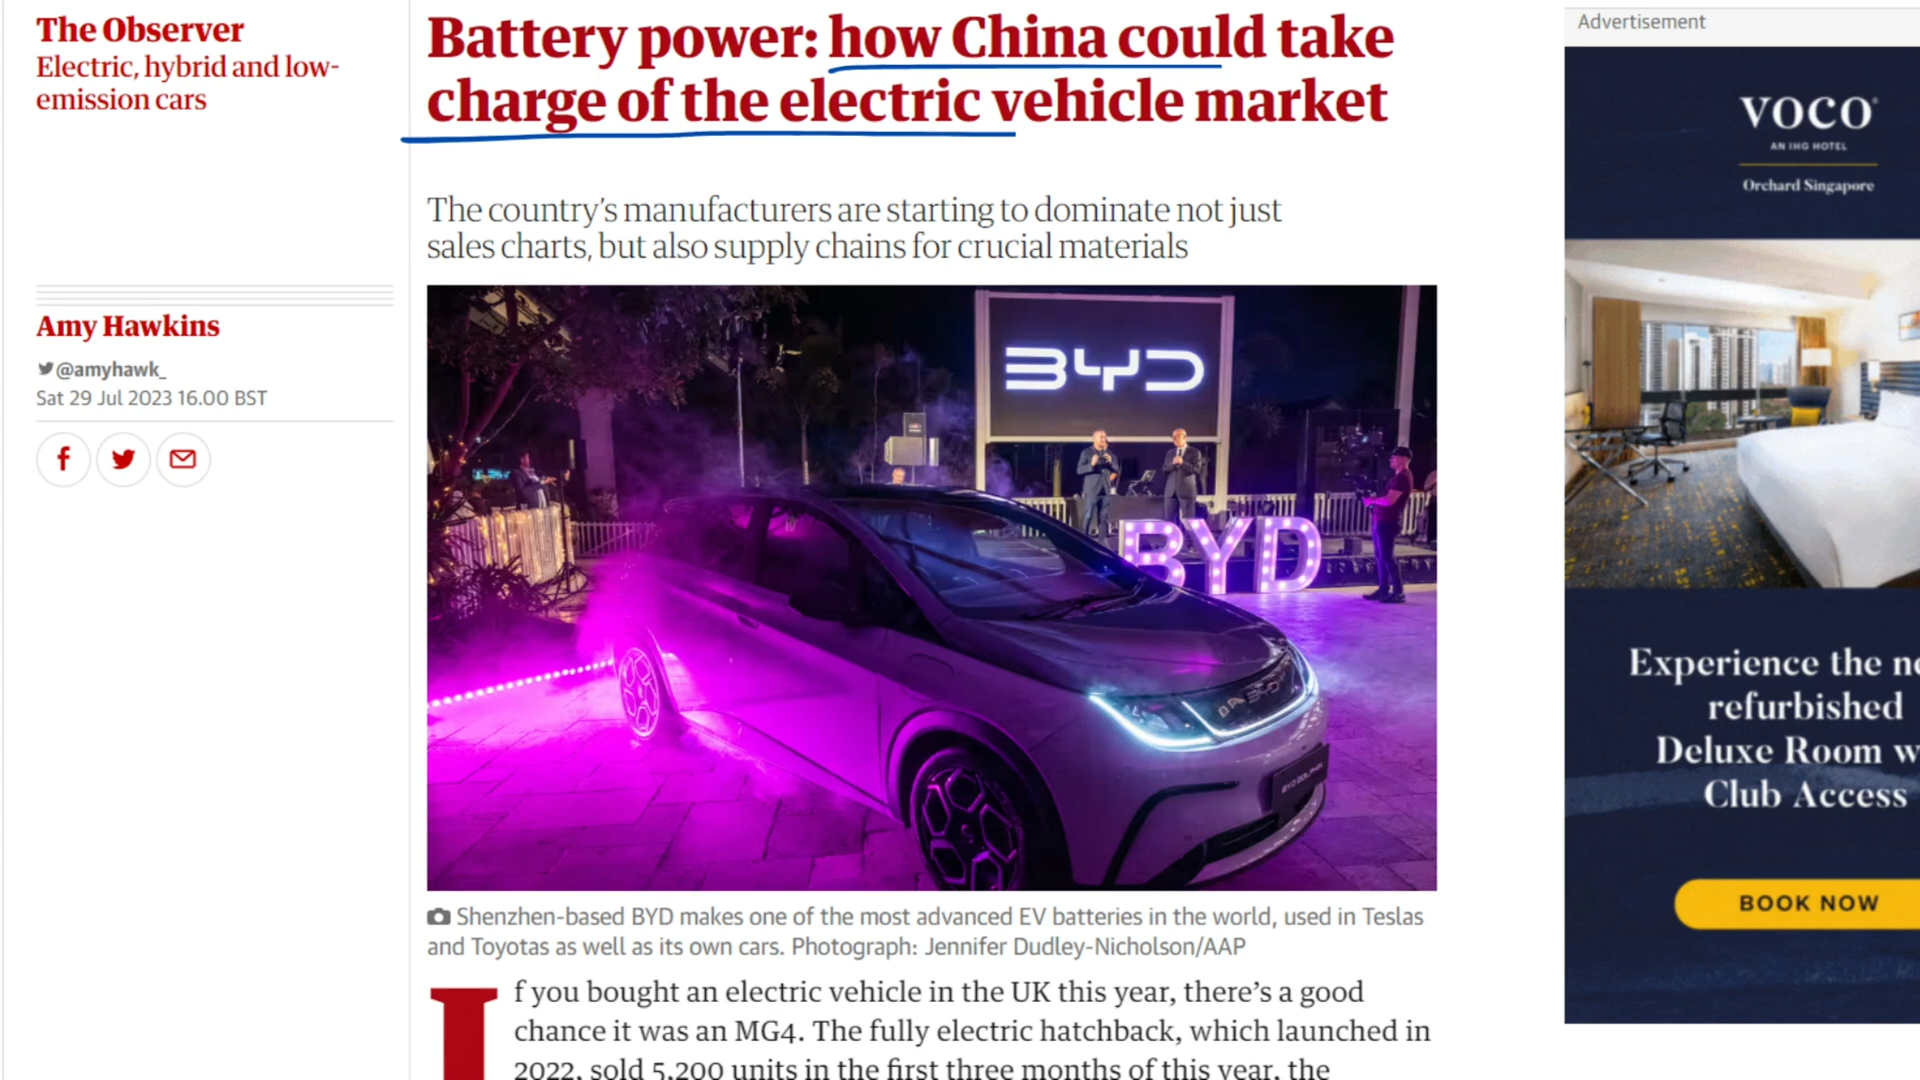 The Observer
Electric, hybrid and low-
emission cars
Battery power: how China could take
charge of the electric vehicle market
The country's manufacturers are starting to dominate not just
sales charts, but also supply chains for crucial materials
Amy Hawkins
@amyhawk_
Sat 29 Jul 2023 16.00 BST
BYD
BYD
BYD
BYD DOLPHIN
Shenzhen-based BYD makes one of the most advanced EV batteries in the world, used in Teslas
and Toyotas as well as its own cars. Photograph: Jennifer Dudley-Nicholson/AAP
If you bought an electric vehicle in the UK this year, there's a good
chance it was an MG4. The fully electric hatchback, which launched in
2022, sold 5,200 units in the first three months of this year, the
Advertisement
VOCO
AN IHG HOTEL
Orchard Singapore
Experience the
refurbished
Deluxe Room
Club Access
BOOK NOW